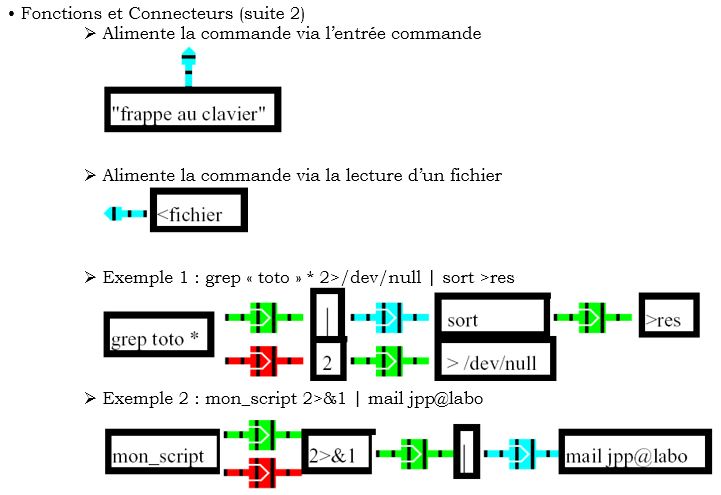 • Fonctions et Connecteurs (suite 2)
➢ Alimente la commande via l'entrée commande
"frappe au clavier"
➢ Alimente la commande via la lecture d'un fichier
<fichier
➢ Exemple 1 : grep « toto » * 2>/dev/null | sort >res
grep toto * | sort >res
2 > /dev/null
➢ Exemple 2 : mon_script 2>&1 | mail jpp@labo
mon_script 2>&1 | mail jpp@labo